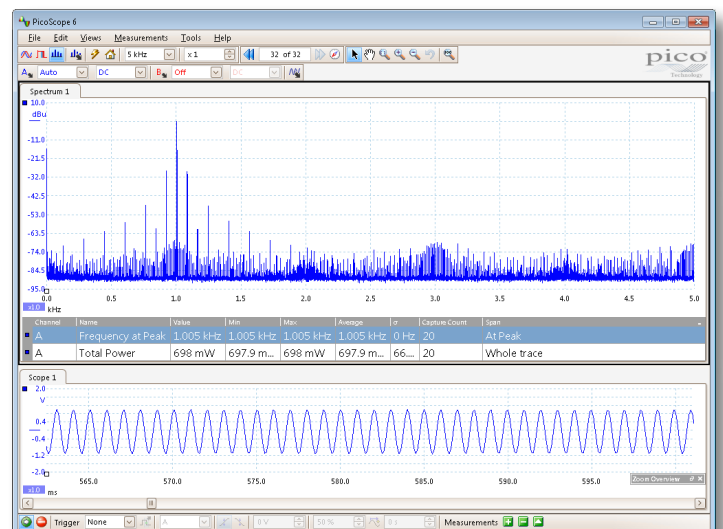 PicoScope 6
File Edit Views Measurements Tools Help
5 kHz x 1 32 of 32
pico
Technology
A Auto DC B Off DC
Spectrum 1
10.0
dBu
-11.0
-21.5
-32.0
-42.5
-53.0
-63.5
-74.0
-84.5
-95.0
0.0 0.5 1.0 1.5 2.0 2.5 3.0 3.5 4.0 4.5 5.0
x1.0 kHz
Channel Name Value Min Max Average σ Capture Count Span
A Frequency at Peak 1.005 kHz 1.005 kHz 1.005 kHz 1.005 kHz 0 Hz 20 At Peak
A Total Power 698 mW 697.9 m... 698 mW 697.9 m... 66.... 20 Whole trace
Scope 1
2.0
V
0.4
-0.4
-1.2
-2.0
565.0 570.0 575.0 580.0 585.0 590.0 595.0
Zoom Overview
x1.0 ms
Trigger None A 0 V 50 % 0 s Measurements